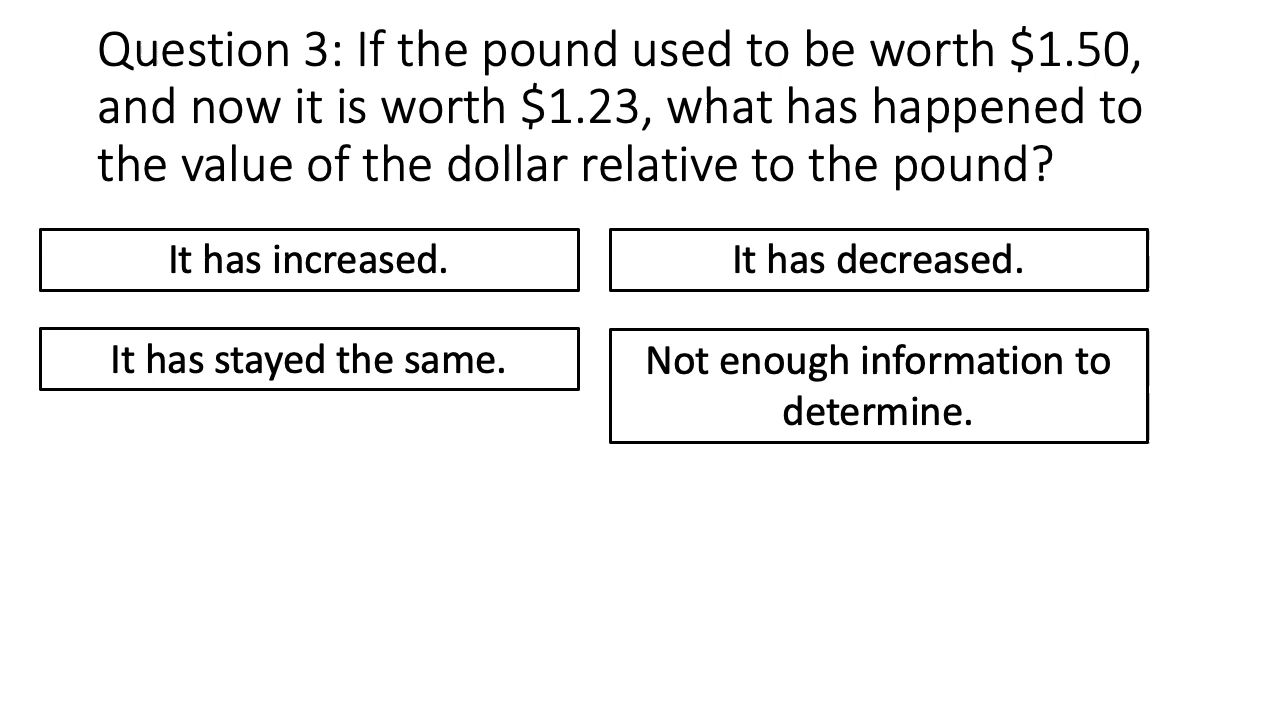 Question 3: If the pound used to be worth $1.50,
and now it is worth $1.23, what has happened to
the value of the dollar relative to the pound?
It has increased.
It has decreased.
It has stayed the same.
Not enough information to
determine.